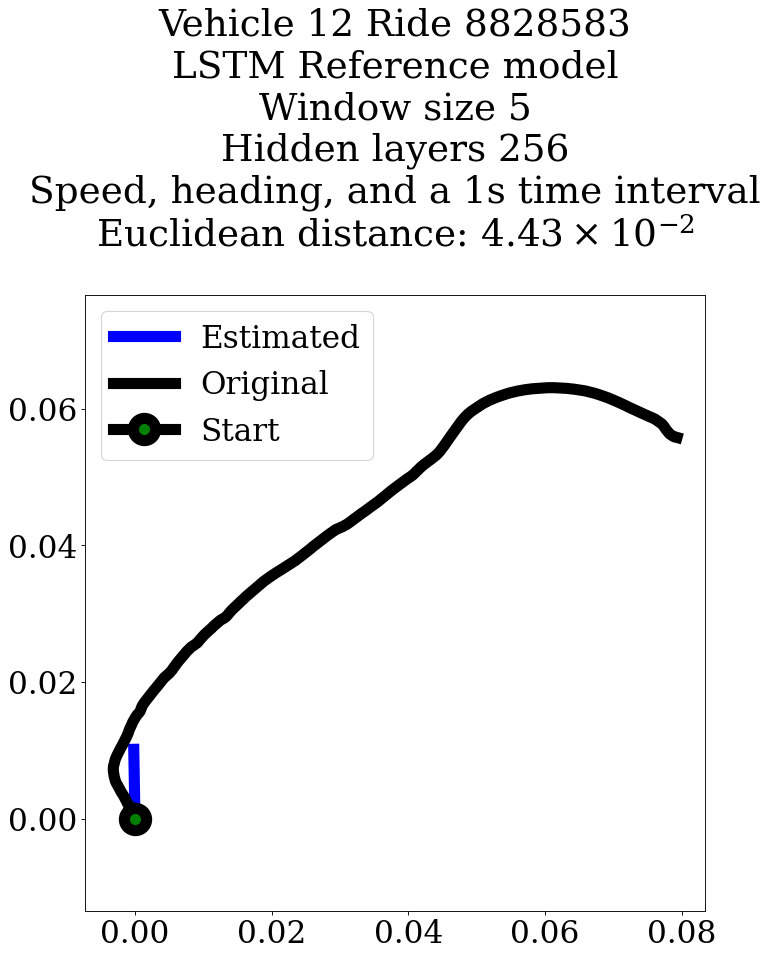 Vehicle 12 Ride 8828583
LSTM Reference model
Window size 5
Hidden layers 256
Speed, heading, and a 1s time interval
Euclidean distance: 4.43 × 10⁻²
Estimated
Original
Start
0.06
0.04
0.02
0.00
0.00 0.02 0.04 0.06 0.08